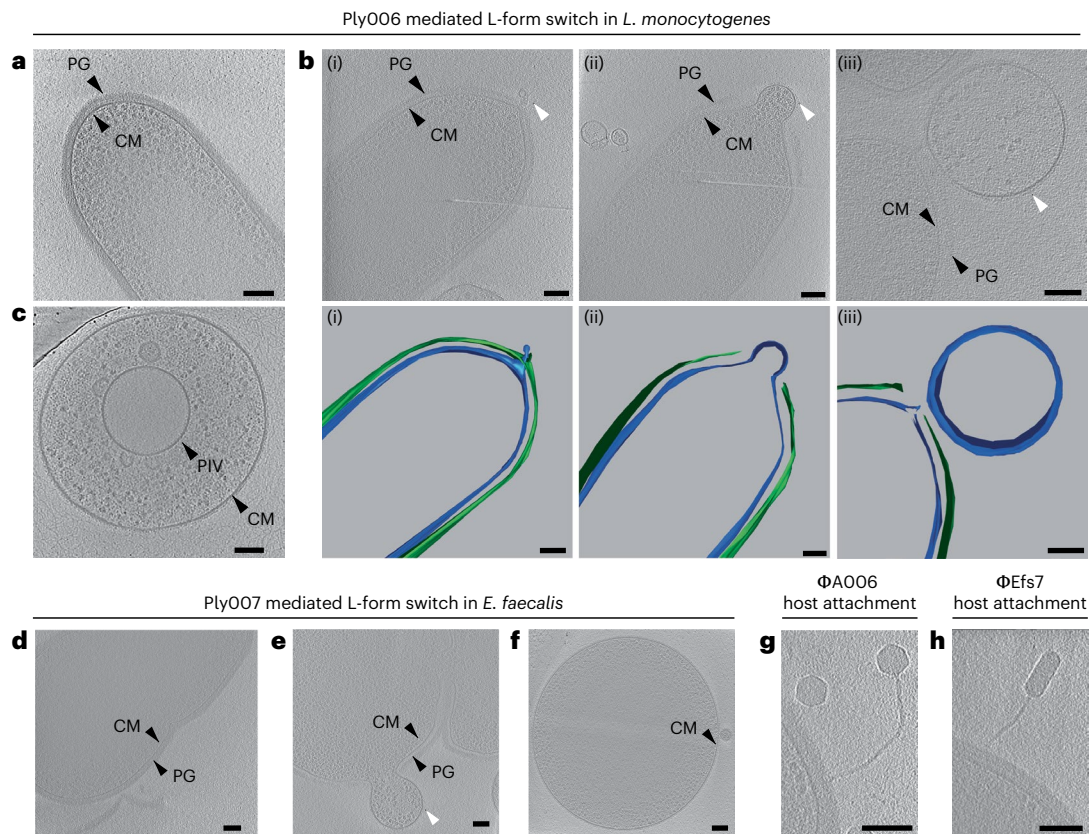 Ply006 mediated L-form switch in L. monocytogenes
a
PG
CM
b
(i)
PG
CM
(ii)
PG
CM
(iii)
CM
PG
c
PIV
CM
(i)
(ii)
(iii)
Ply007 mediated L-form switch in E. faecalis
ΦA006
host attachment
ΦEfs7
host attachment
d
CM
PG
e
CM
PG
f
CM
g
h